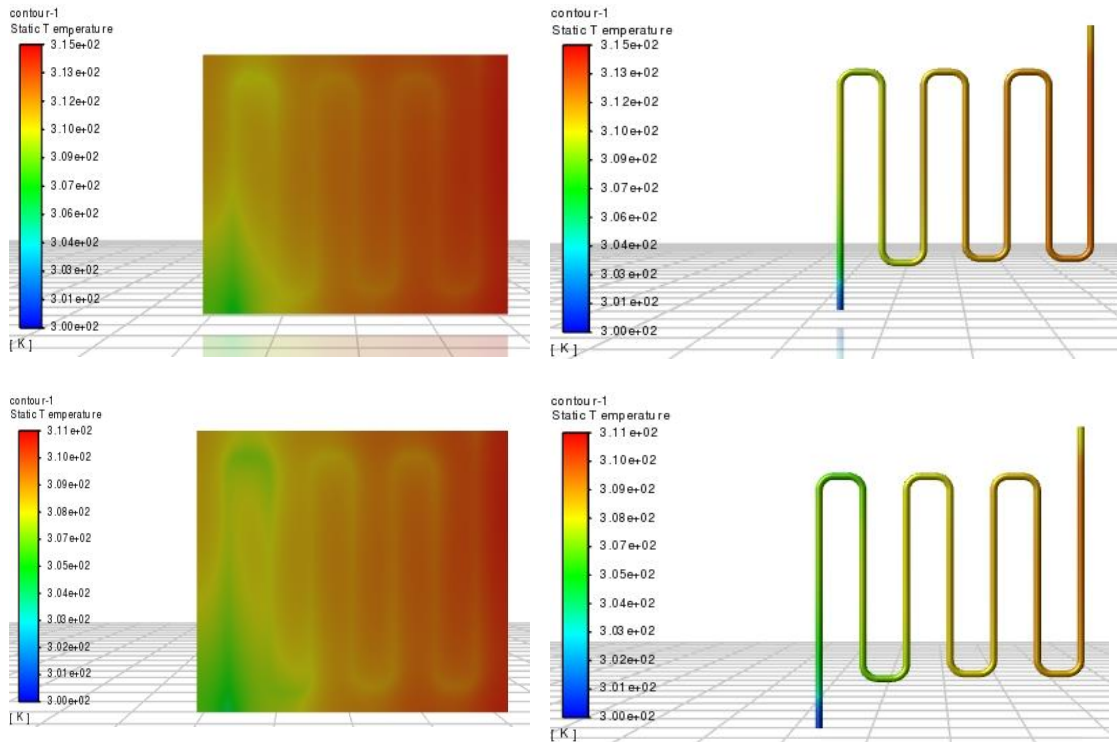 contour-1
Static T emperature
3.15e+02
3.13e+02
3.12e+02
3.10e+02
3.09e+02
3.07e+02
3.06e+02
3.04e+02
3.03e+02
3.01e+02
3.00e+02
[ K ]
contour-1
Static T emperature
3.15e+02
3.13e+02
3.12e+02
3.10e+02
3.09e+02
3.07e+02
3.06e+02
3.04e+02
3.03e+02
3.01e+02
3.00e+02
[ K ]
contour-1
Static T emperature
3.11e+02
3.10e+02
3.09e+02
3.08e+02
3.07e+02
3.05e+02
3.04e+02
3.03e+02
3.02e+02
3.01e+02
3.00e+02
[ K ]
contour-1
Static T emperature
3.11e+02
3.10e+02
3.09e+02
3.08e+02
3.07e+02
3.05e+02
3.04e+02
3.03e+02
3.02e+02
3.01e+02
3.00e+02
[ K ]